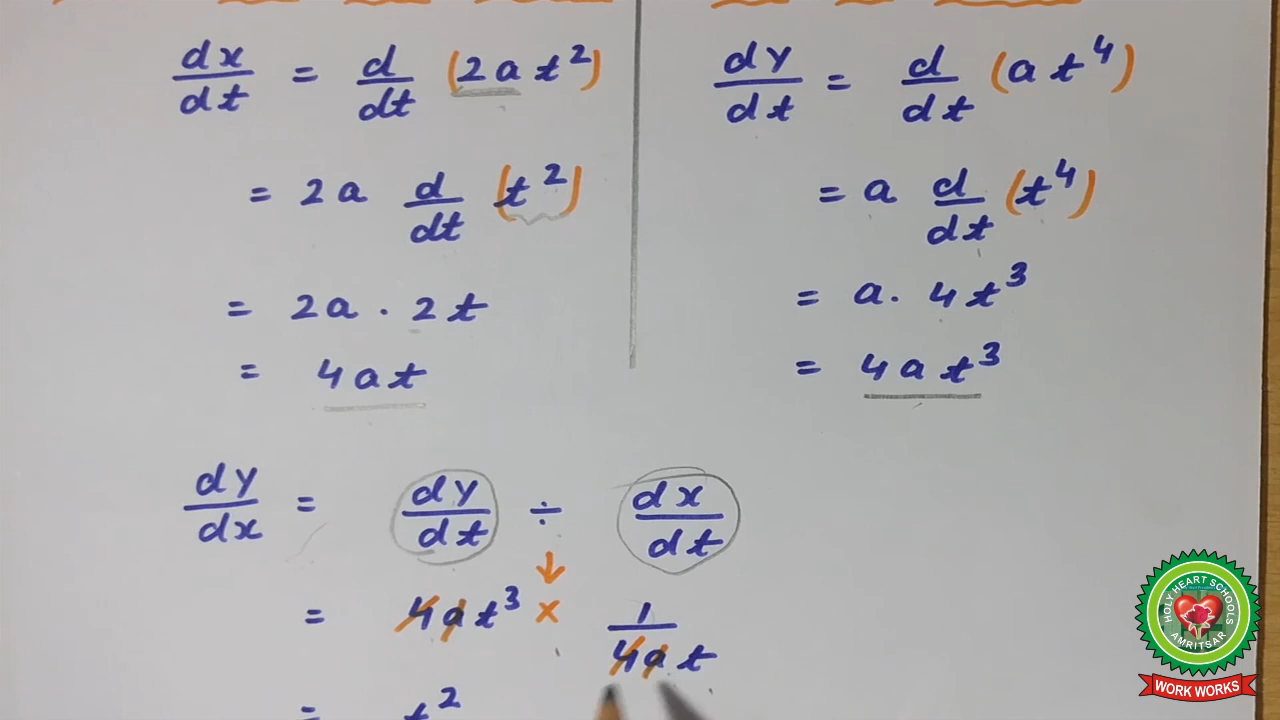 dx/dt = d/dt (2at²)
= 2a d/dt (t²)
= 2a · 2t
= 4at
dy/dt = d/dt (at⁴)
= a d/dt (t⁴)
= a · 4t³
= 4at³
dy/dx = dy/dt ÷ dx/dt
↓
= 4at³ × 1/4at
= t²
HOLY HEART SCHOOLS
AMRITSAR
WORK WORKS